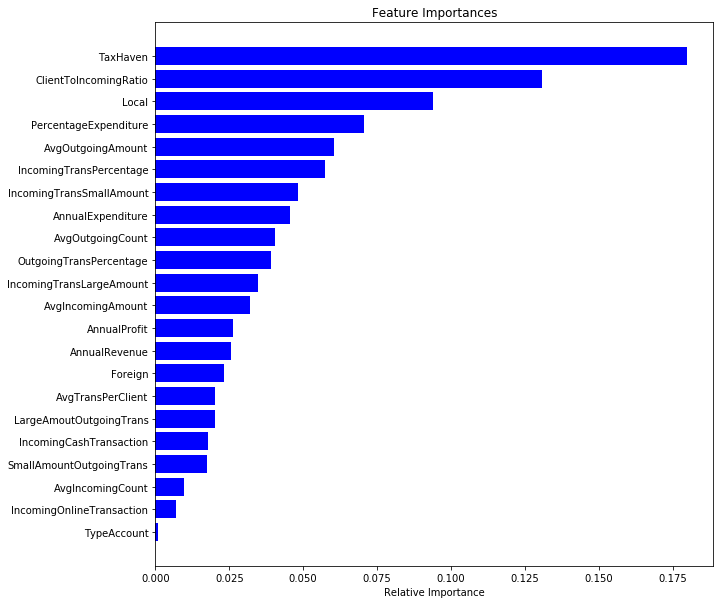 Feature Importances
TaxHaven
ClientToIncomingRatio
Local
PercentageExpenditure
AvgOutgoingAmount
IncomingTransPercentage
IncomingTransSmallAmount
AnnualExpenditure
AvgOutgoingCount
OutgoingTransPercentage
IncomingTransLargeAmount
AvgIncomingAmount
AnnualProfit
AnnualRevenue
Foreign
AvgTransPerClient
LargeAmoutOutgoingTrans
IncomingCashTransaction
SmallAmountOutgoingTrans
AvgIncomingCount
IncomingOnlineTransaction
TypeAccount
0.000 0.025 0.050 0.075 0.100 0.125 0.150 0.175
Relative Importance